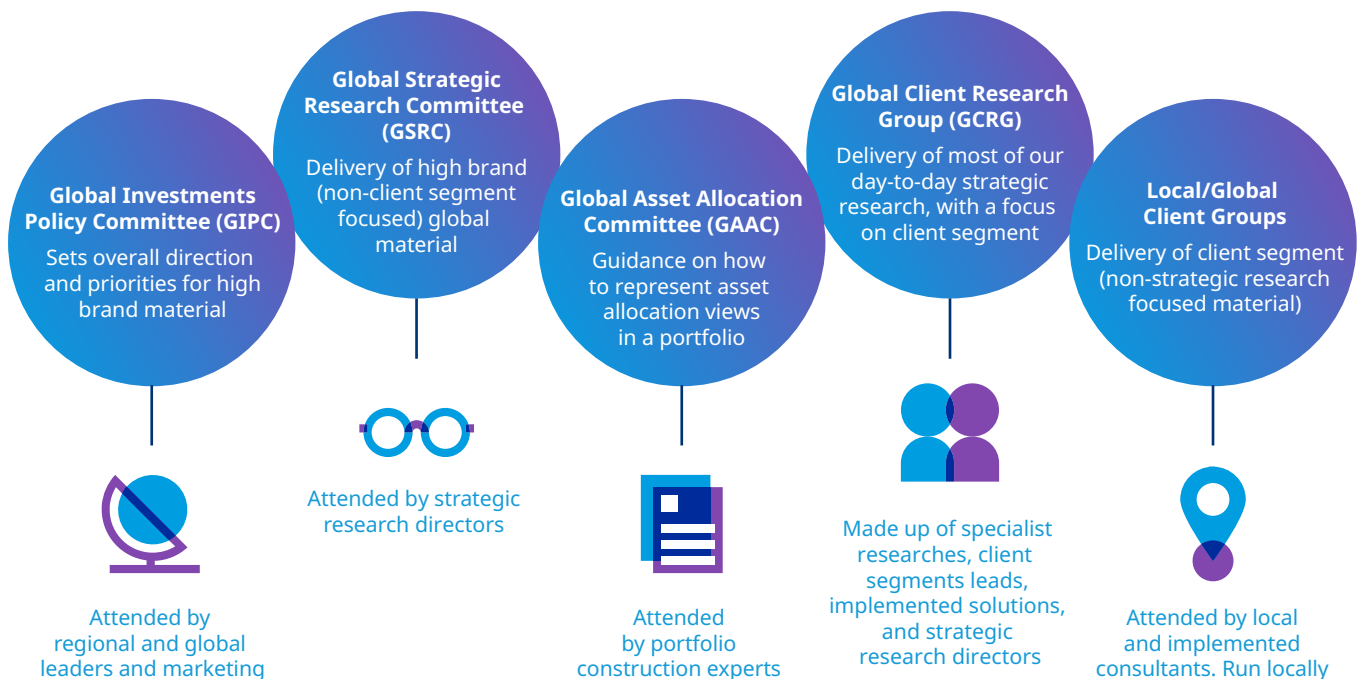 Global Investments
Policy Committee (GIPC)
Sets overall direction
and priorities for high
brand material
Attended by
regional and global
leaders and marketing
Global Strategic
Research Committee
(GSRC)
Delivery of high brand
(non-client segment
focused) global
material
Attended by strategic
research directors
Global Asset Allocation
Committee (GAAC)
Guidance on how
to represent asset
allocation views
in a portfolio
Attended
by portfolio
construction experts
Global Client Research
Group (GCRG)
Delivery of most of our
day-to-day strategic
research, with a focus
on client segment
Made up of specialist
researches, client
segments leads,
implemented solutions,
and strategic
research directors
Local/Global
Client Groups
Delivery of client segment
(non-strategic research
focused material)
Attended by local
and implemented
consultants. Run locally